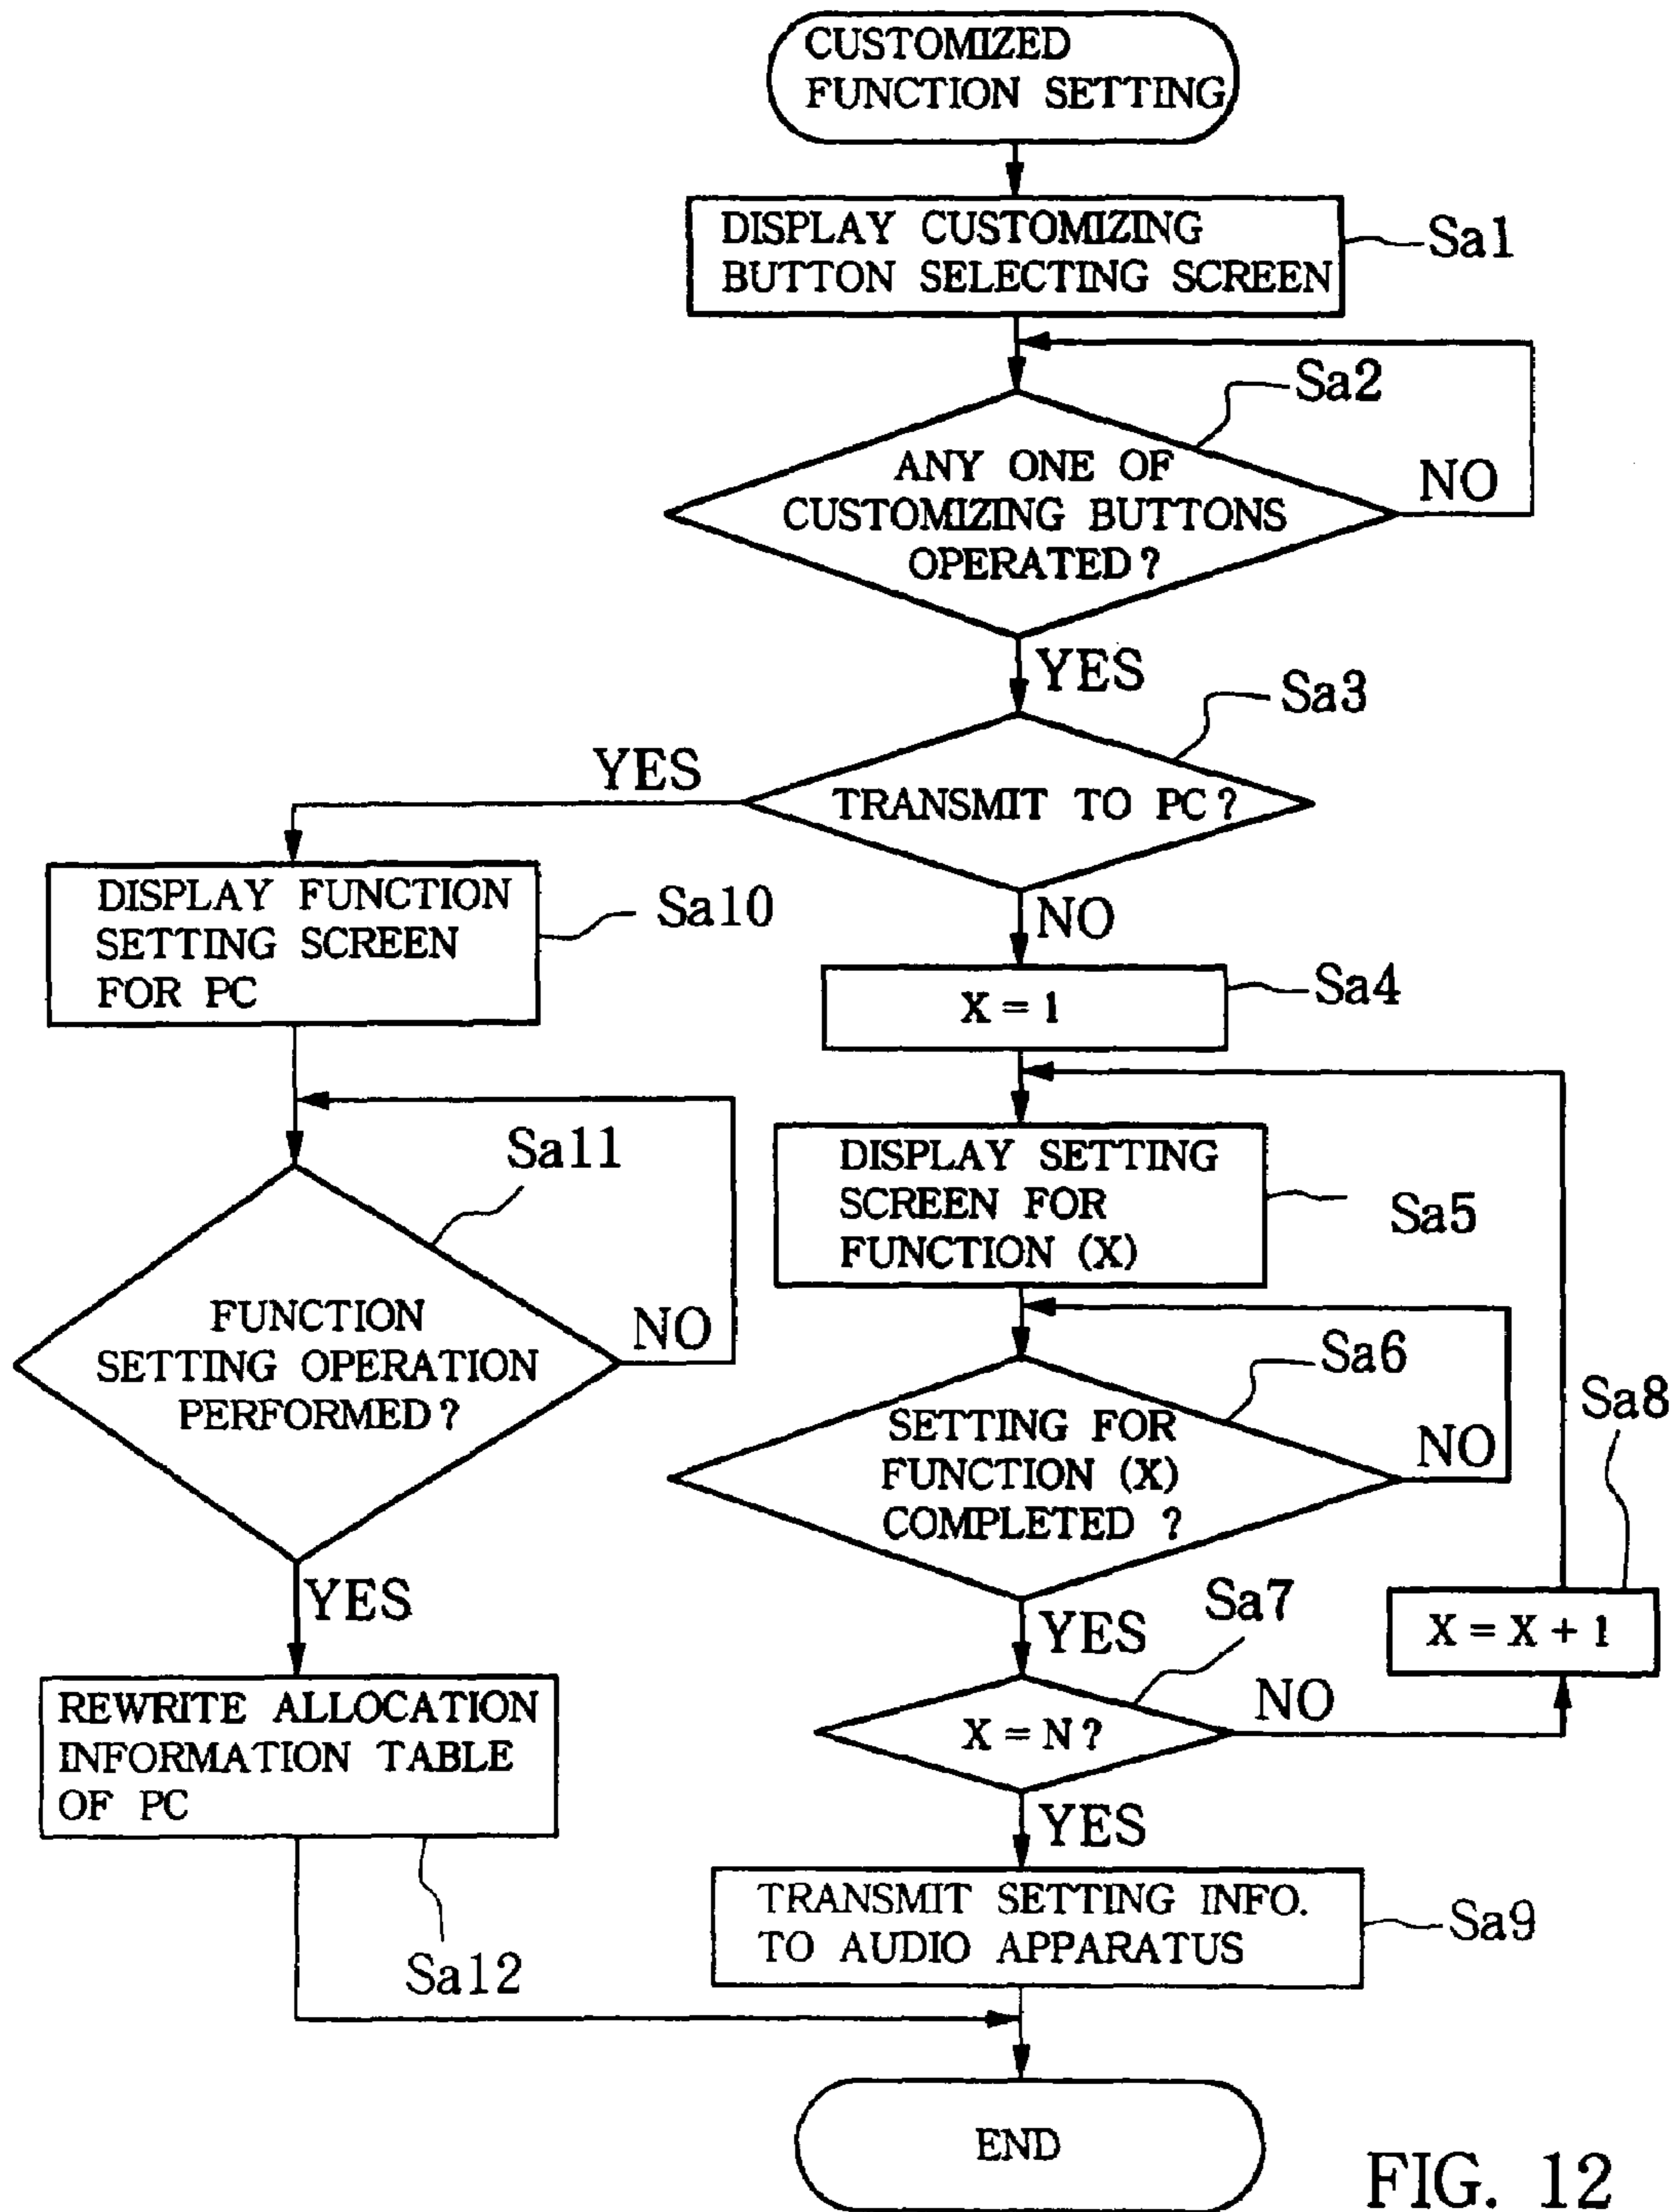 CUSTOMIZED
FUNCTION SETTING
DISPLAY CUSTOMIZING
BUTTON SELECTING SCREEN
Sa1
Sa2
ANY ONE OF
CUSTOMIZING BUTTONS
OPERATED?
NO
YES
Sa3
YES
TRANSMIT TO PC?
NO
DISPLAY FUNCTION
SETTING SCREEN
FOR PC
Sa10
X = 1
Sa4
Sa11
FUNCTION
SETTING OPERATION
PERFORMED?
NO
YES
DISPLAY SETTING
SCREEN FOR
FUNCTION (X)
Sa5
Sa6
SETTING FOR
FUNCTION (X)
COMPLETED ?
NO
YES
Sa8
X = X + 1
Sa7
X = N?
NO
YES
REWRITE ALLOCATION
INFORMATION TABLE
OF PC
Sa12
TRANSMIT SETTING INFO.
TO AUDIO APPARATUS
Sa9
END
FIG. 12